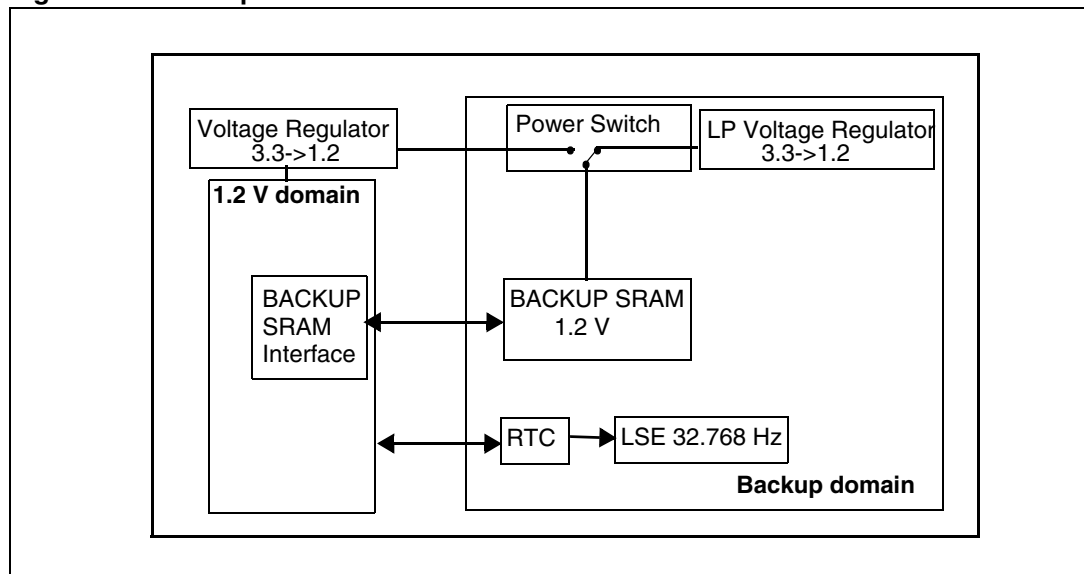 Voltage Regulator
3.3->1.2
Power Switch
LP Voltage Regulator
3.3->1.2
1.2 V domain
BACKUP
SRAM
Interface
BACKUP SRAM
1.2 V
RTC
LSE 32.768 Hz
Backup domain